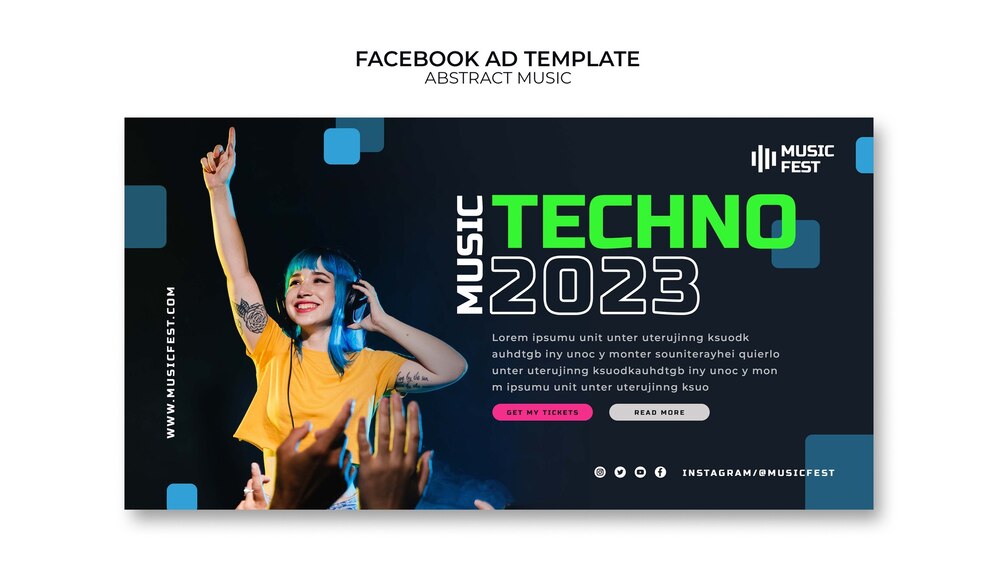 FACEBOOK AD TEMPLATE
ABSTRACT MUSIC
MUSIC
FEST
MUSIC
TECHNO
2023
Lorem ipsumu unit unter uterujinng ksuodk
auhdtgb iny unoc y monter souniterayhei quierlo
unter uterujinng ksuodkauhdtgb iny unoc y mon
m ipsumu unit unter uterujinng ksuo
GET MY TICKETS
READ MORE
WWW.MUSICFEST.COM
INSTAGRAM/@MUSICFEST